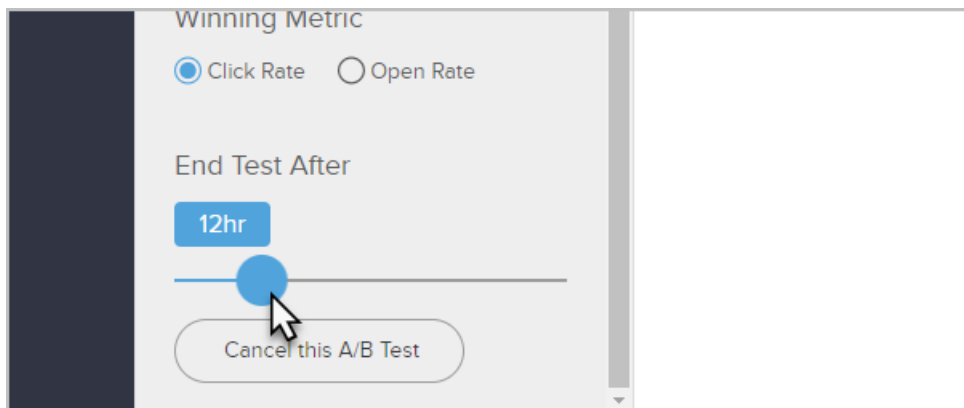 Winning Metric
Click Rate Open Rate
End Test After
12hr
Cancel this A/B Test